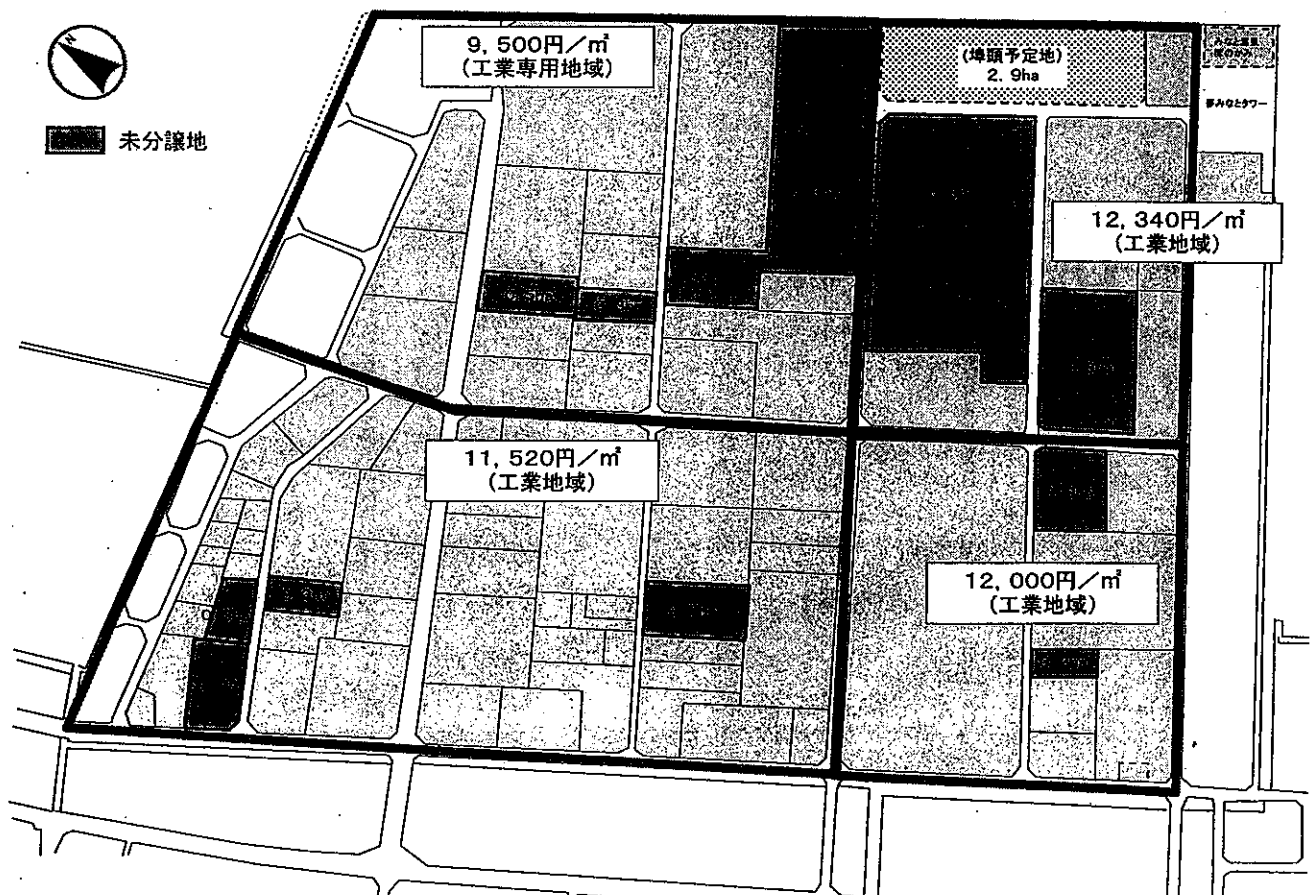 N
未分譲地
9,500円/㎡
(工業専用地域)
(埠頭予定地)
2.9ha
夢みなとタワー
12,340円/㎡
(工業地域)
11,520円/㎡
(工業地域)
12,000円/㎡
(工業地域)